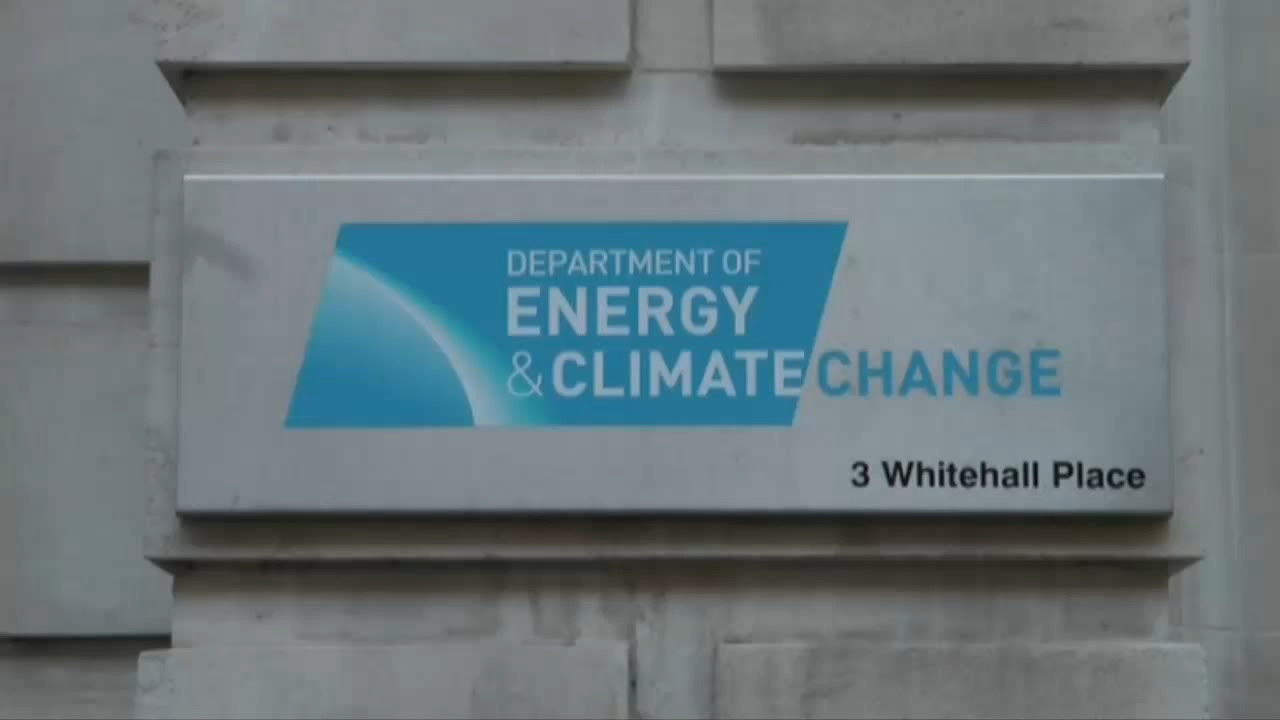 DEPARTMENT OF
ENERGY
& CLIMATE CHANGE
3 Whitehall Place